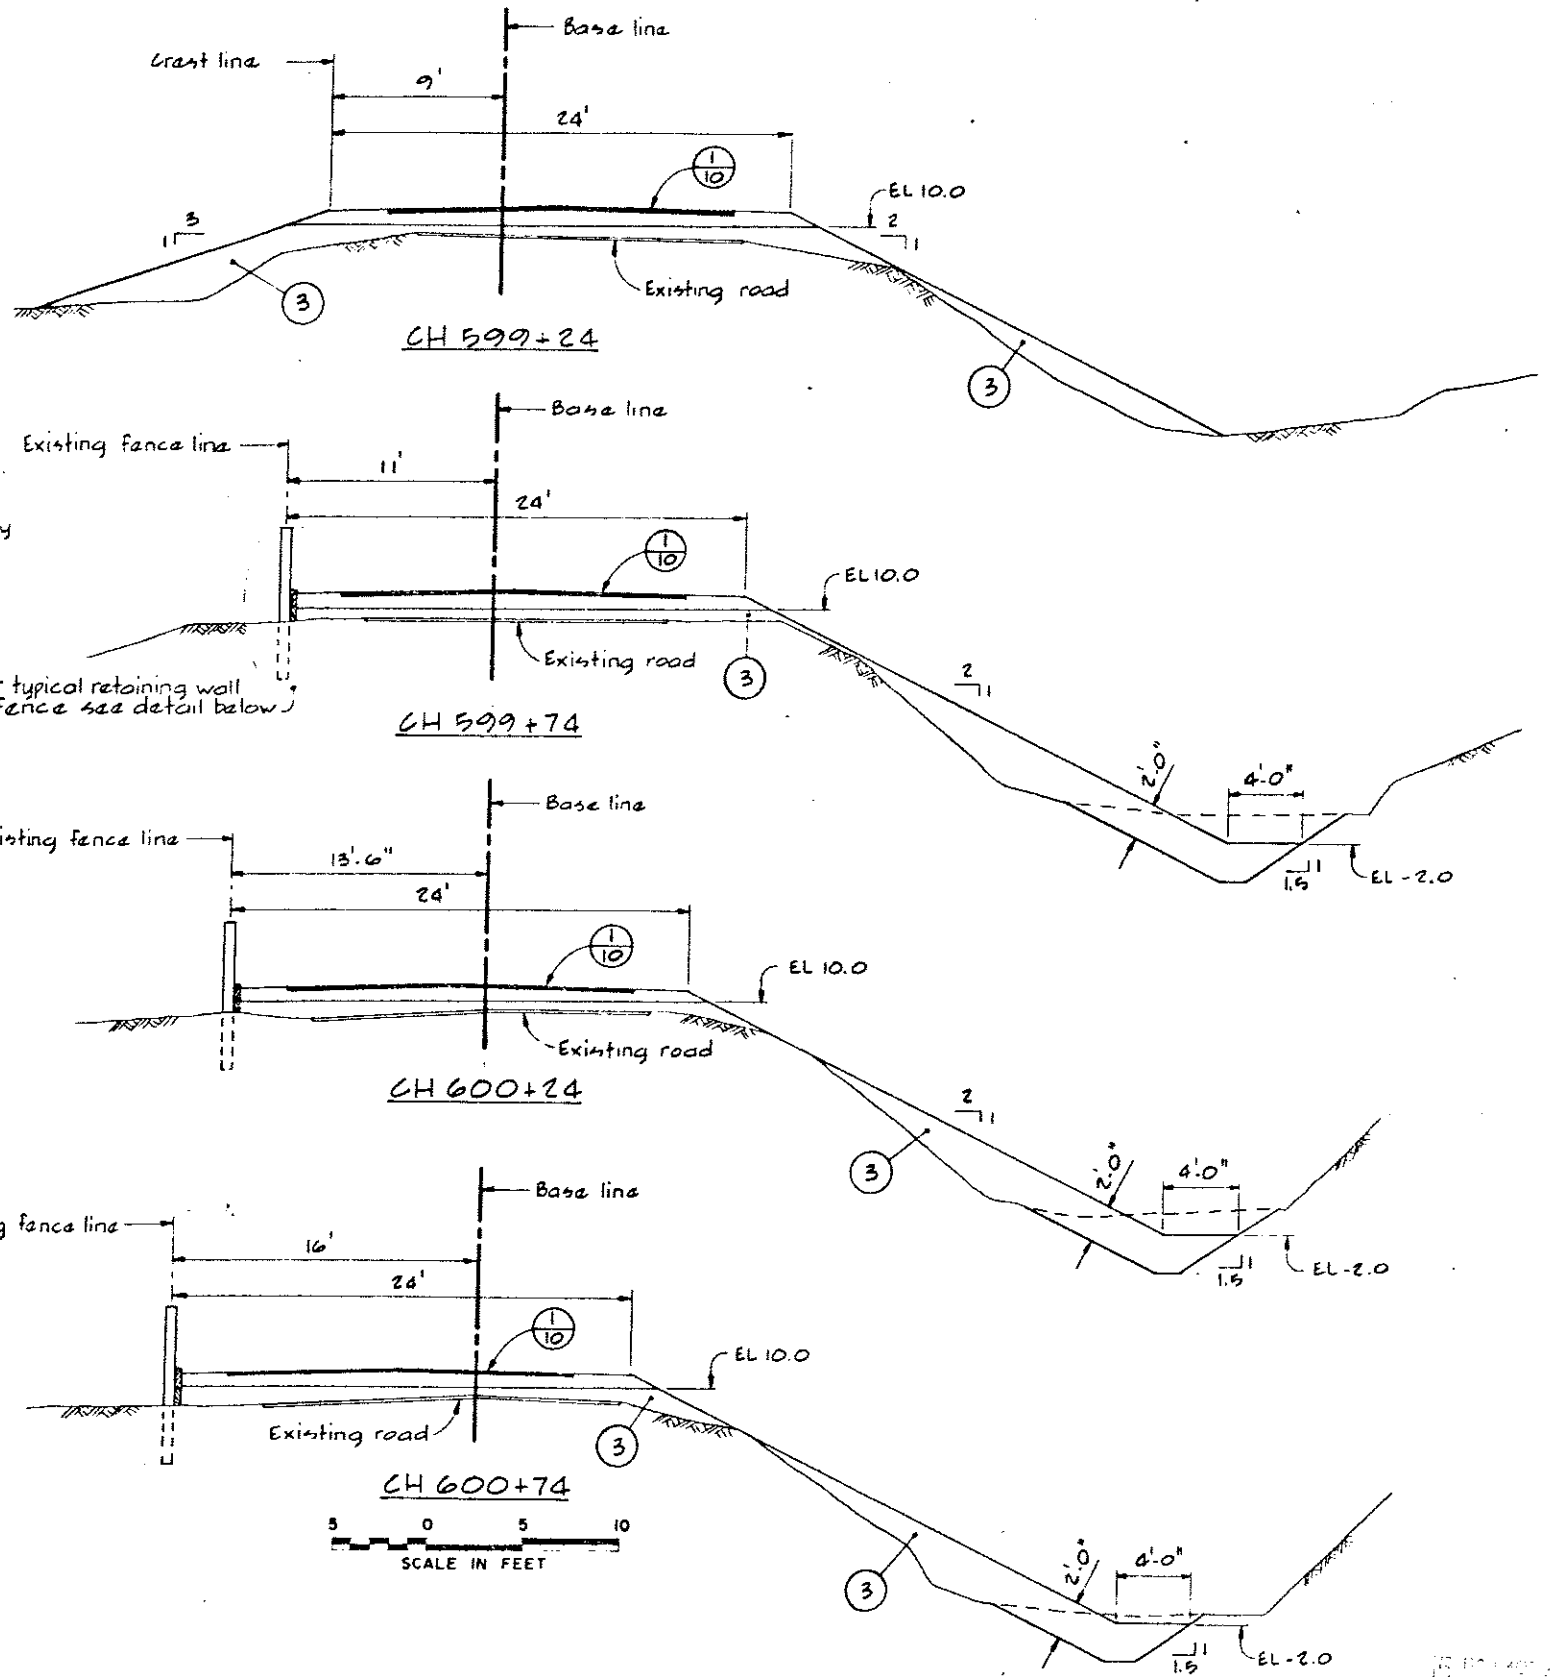 Base line
Crest line
9'
24'
1
10
EL 10.0
3
1
2
1
Existing road
3
CH 599+24
3
Base line
Existing fence line
11'
24'
y
1
10
EL 10.0
Existing road
3
typical retaining wall
fence see detail below
CH 599+74
2
1
2'-0"
4'-0"
1.5
1
EL -2.0
Base line
isting fence line
13'-6"
24'
1
10
EL 10.0
Existing road
CH 600+24
2
1
3
2'-0"
4'-0"
1.5
1
EL -2.0
Base line
g fence line
16'
24'
1
10
EL 10.0
Existing road
3
CH 600+74
5 0 5 10
SCALE IN FEET
3
2'-0"
4'-0"
1.5
1
EL -2.0